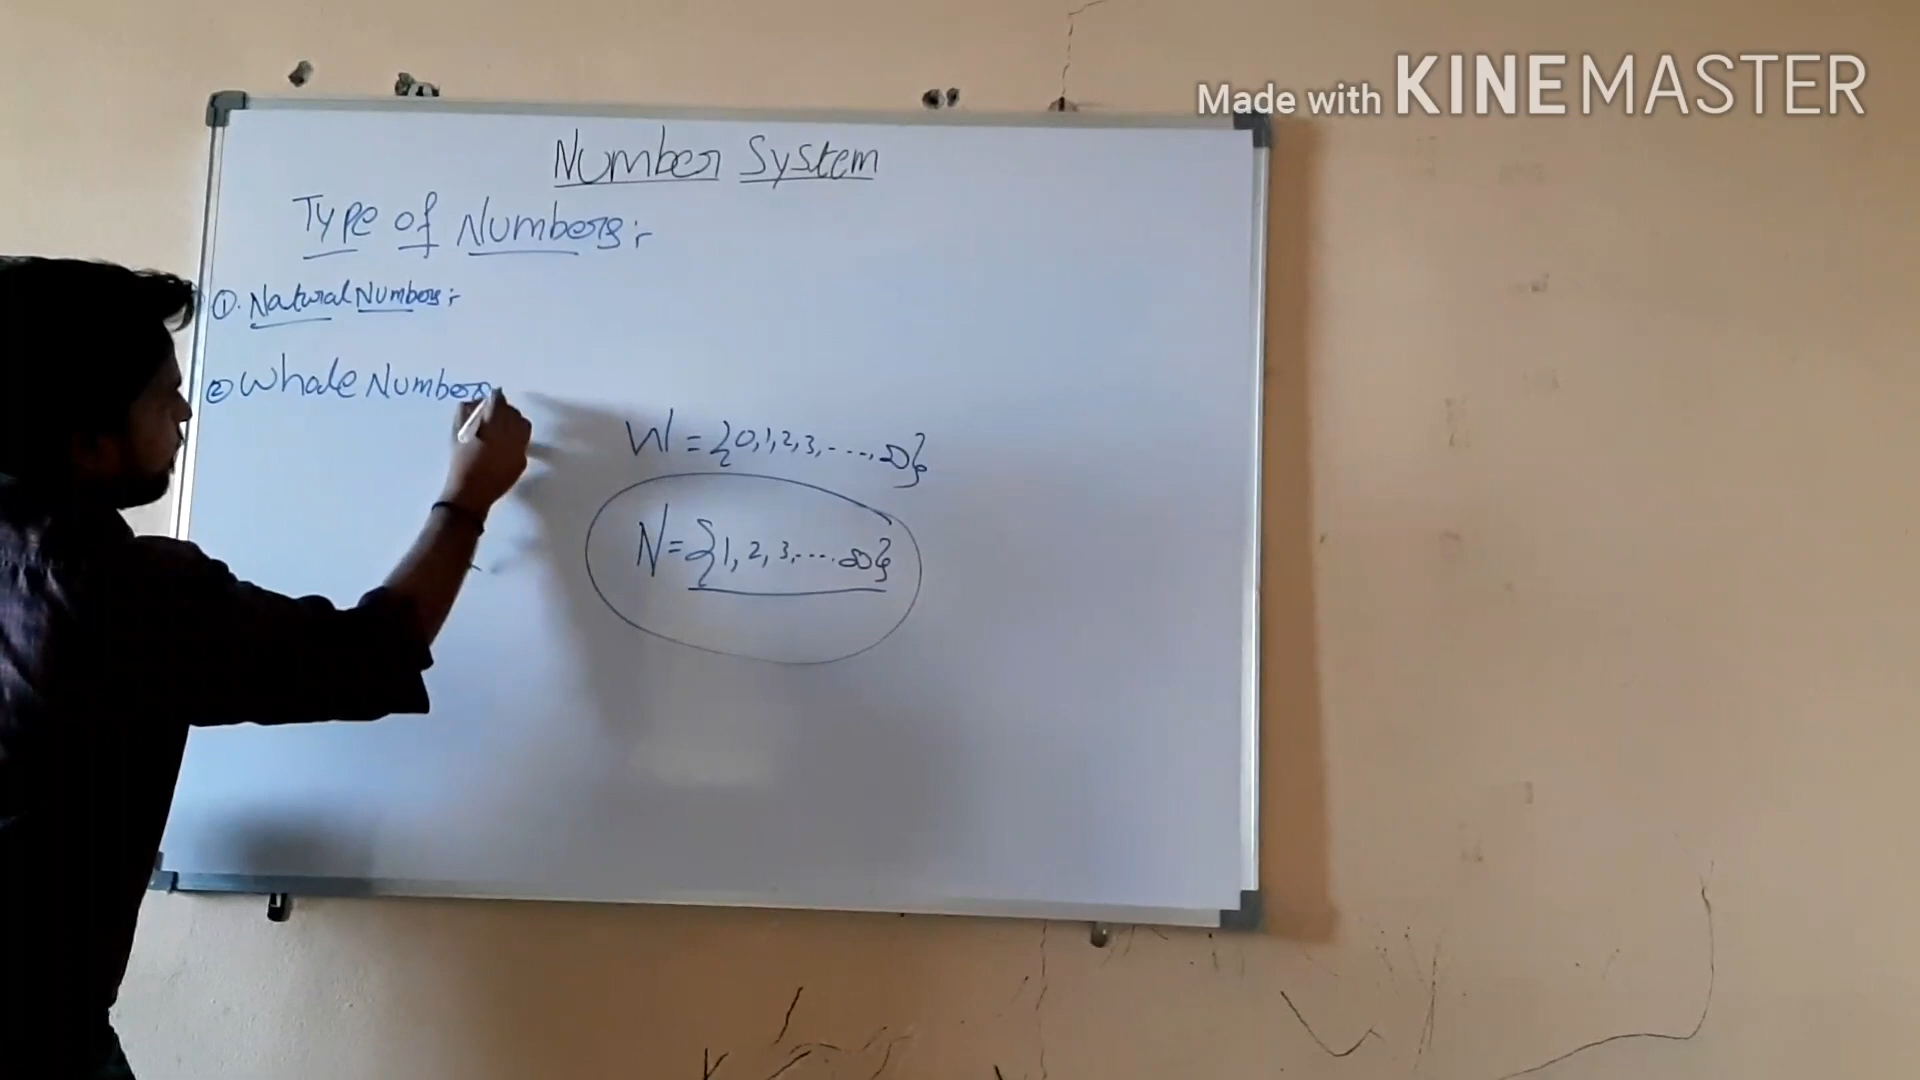 Made with KINEMASTER
Number System
Type of Numbers:-
①. Natural Numbers:-
② Whole Numbers
W = {0, 1, 2, 3, ...., ∞}
N = {1, 2, 3, .... ∞}